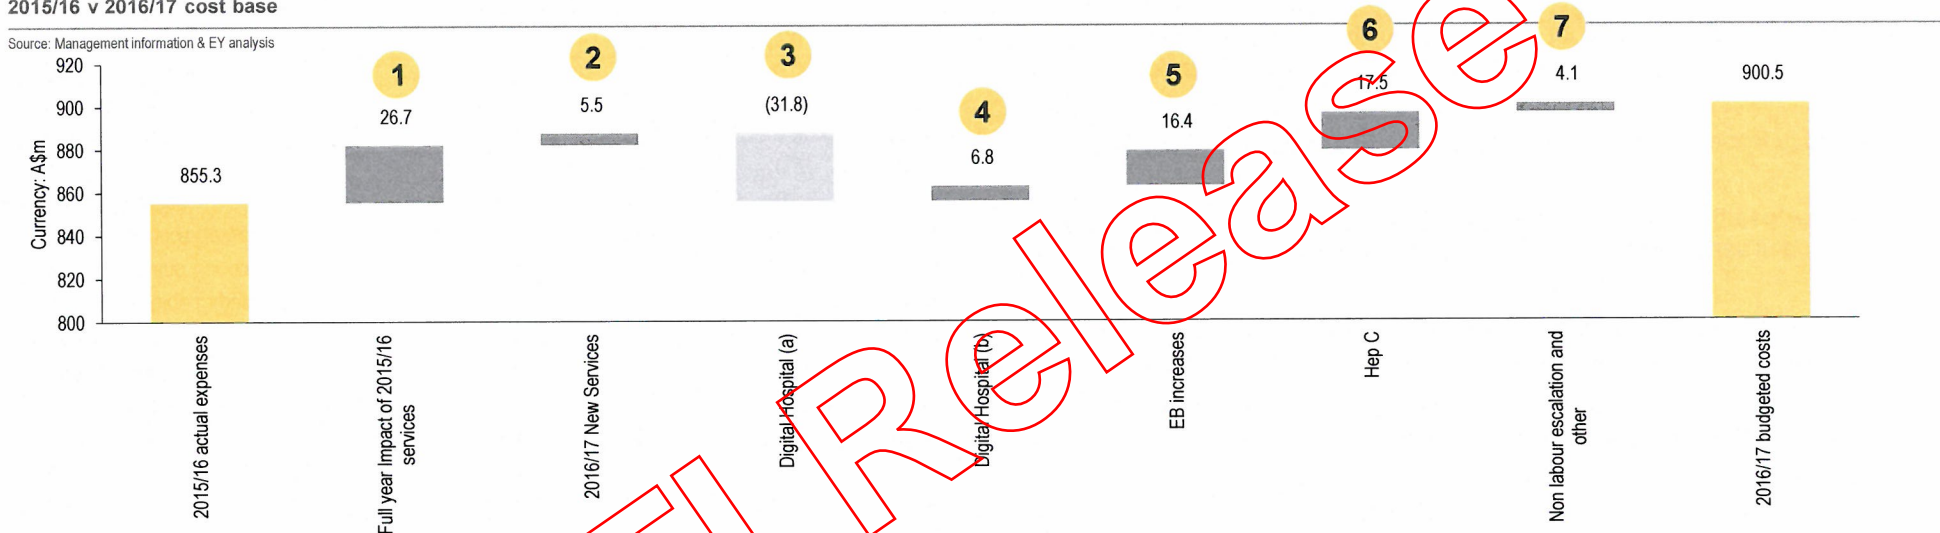 2015/16 v 2016/17 cost base
Source: Management information & EY analysis
Currency: A$m
920
900
880
860
840
820
800
855.3
1
26.7
2
5.5
3
(31.8)
4
6.8
5
16.4
6
17.5
7
4.1
900.5
2015/16 actual expenses
Full year Impact of 2015/16
services
2016/17 New Services
Digital Hospital (a)
Digital Hospital (b)
EB increases
Hep C
Non labour escalation and
other
2016/17 budgeted costs
TI Release